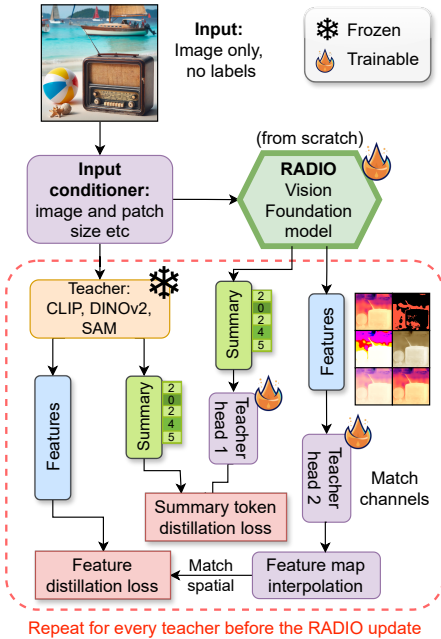 Input:
Image only,
no labels
Frozen
Trainable
(from scratch)
Input
conditioner:
image and patch
size etc
RADIO
Vision
Foundation
model
Teacher:
CLIP, DINOv2,
SAM
Summary
2
0
2
4
5
Features
Features
Summary
2
0
2
4
5
Teacher
head 1
Teacher
head 2
Match
channels
Summary token
distillation loss
Feature
distillation loss
Match
spatial
Feature map
interpolation
Repeat for every teacher before the RADIO update